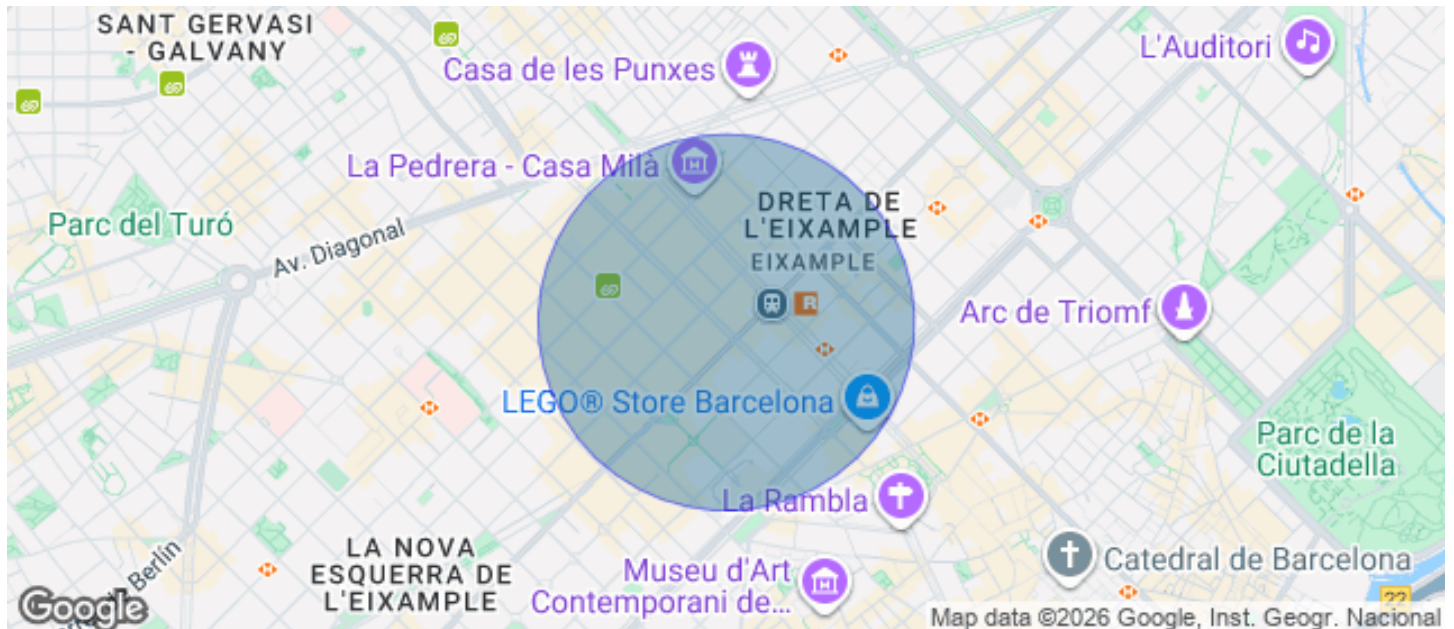 SANT GERVASI
- GALVANY
Casa de les Punxes
L'Auditori
La Pedrera - Casa Milà
DRETA DE
L'EIXAMPLE
EIXAMPLE
Parc del Turó
Av. Diagonal
R
Arc de Triomf
LEGO® Store Barcelona
Parc de la
Ciutadella
La Rambla
LA NOVA
ESQUERRA DE
L'EIXAMPLE
Museu d'Art
Contemporani de...
Catedral de Barcelona
Berlín
22
Google
Map data ©2026 Google, Inst. Geogr. Nacional